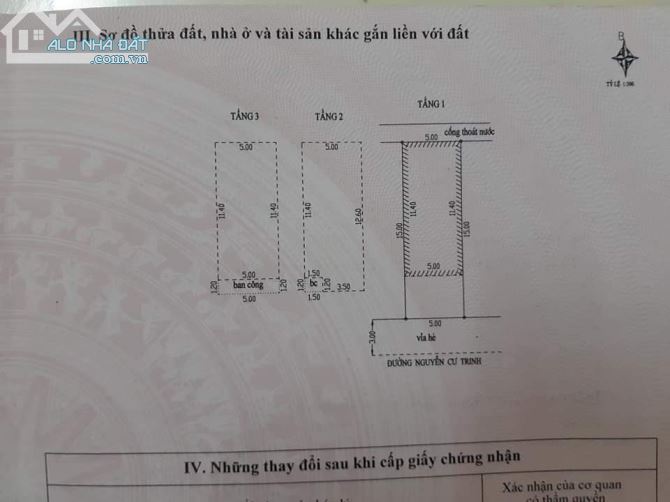 ALO NHÀ ĐẤT
.com.vn
III. Sơ đồ thửa đất, nhà ở và tài sản khác gắn liền với đất
B
TẦNG 3
TẦNG 2
TẦNG 1
5.00
cống thoát nước
5.00
5.00
11.40
11.40
11.40
12.60
15.00
11.40
11.40
15.00
5.00
5.00
1.50
1.20
ban công
1.20
1.20
bc
1.20
3.50
5.00
1.50
5.00
3.00
vỉa hè
ĐƯỜNG NGUYỄN CƯ TRINH
IV. Những thay đổi sau khi cấp giấy chứng nhận
Xác nhận của cơ quan
có thẩm quyền